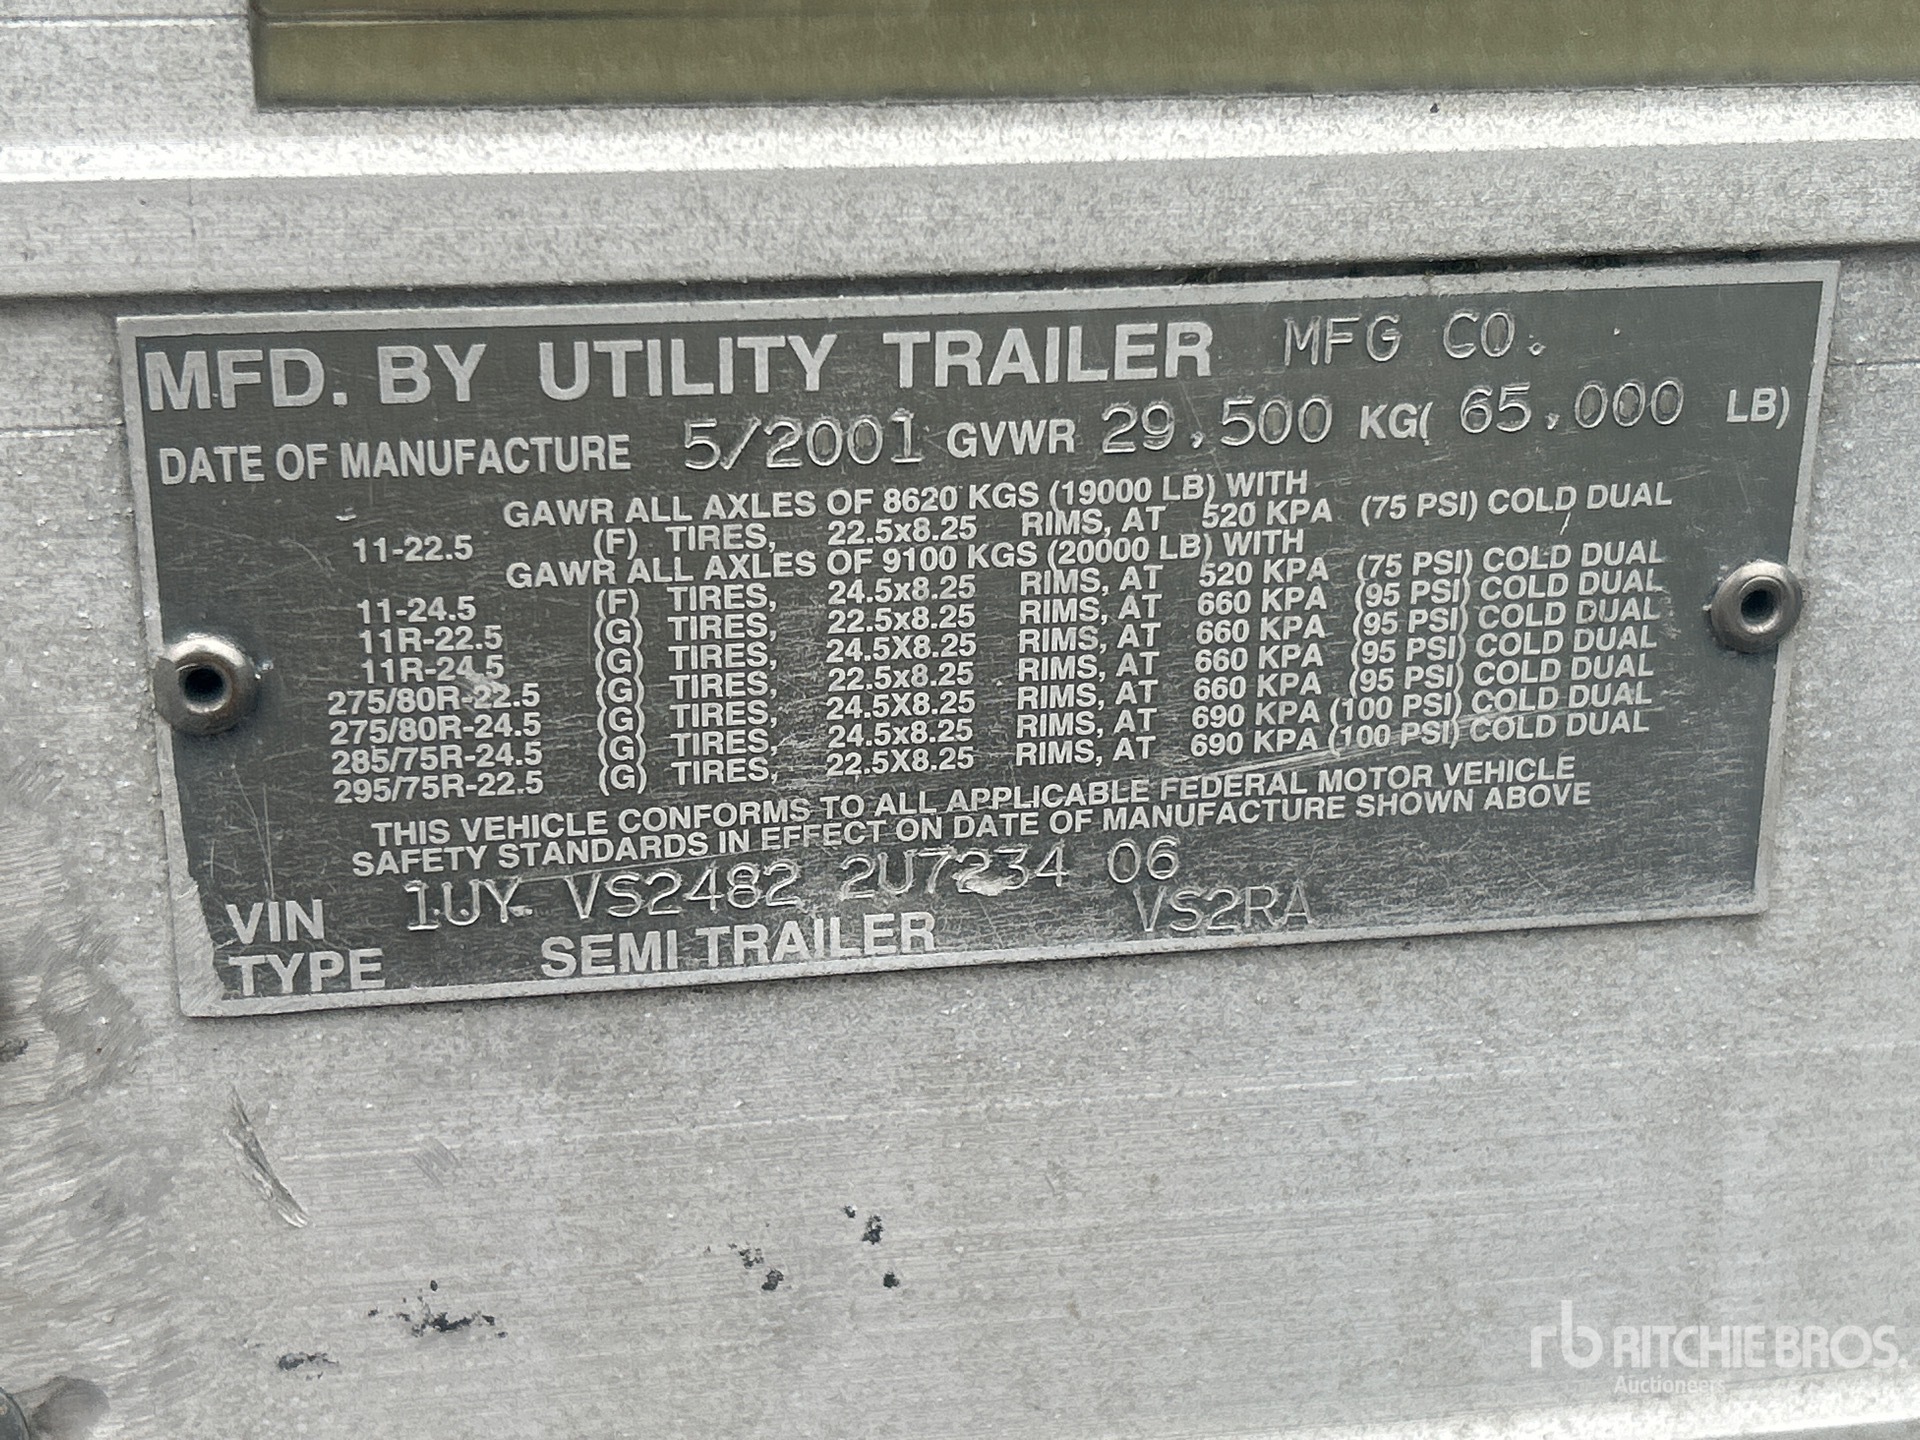 MFD. BY UTILITY TRAILER MFG CO.
DATE OF MANUFACTURE 5/2001 GVWR 29,500 KG( 65,000 LB)
GAWR ALL AXLES OF 8620 KGS (19000 LB) WITH
11-22.5 (F) TIRES, 22.5x8.25 RIMS, AT 520 KPA (75 PSI) COLD DUAL
GAWR ALL AXLES OF 9100 KGS (20000 LB) WITH
11-24.5 (F) TIRES, 24.5x8.25 RIMS, AT 520 KPA (75 PSI) COLD DUAL
11R-22.5 (G) TIRES, 22.5x8.25 RIMS, AT 660 KPA (95 PSI) COLD DUAL
11R-24.5 (G) TIRES, 24.5X8.25 RIMS, AT 660 KPA (95 PSI) COLD DUAL
275/80R-22.5 (G) TIRES, 22.5x8.25 RIMS, AT 660 KPA (95 PSI) COLD DUAL
275/80R-24.5 (G) TIRES, 24.5X8.25 RIMS, AT 660 KPA (95 PSI) COLD DUAL
285/75R-24.5 (G) TIRES, 24.5x8.25 RIMS, AT 690 KPA (100 PSI) COLD DUAL
295/75R-22.5 (G) TIRES, 22.5X8.25 RIMS, AT 690 KPA (100 PSI) COLD DUAL
THIS VEHICLE CONFORMS TO ALL APPLICABLE FEDERAL MOTOR VEHICLE
SAFETY STANDARDS IN EFFECT ON DATE OF MANUFACTURE SHOWN ABOVE
VIN 1UY VS2482 2U7234 06
TYPE SEMI TRAILER VS2RA
rb RITCHIE BROS.
Auctioneers